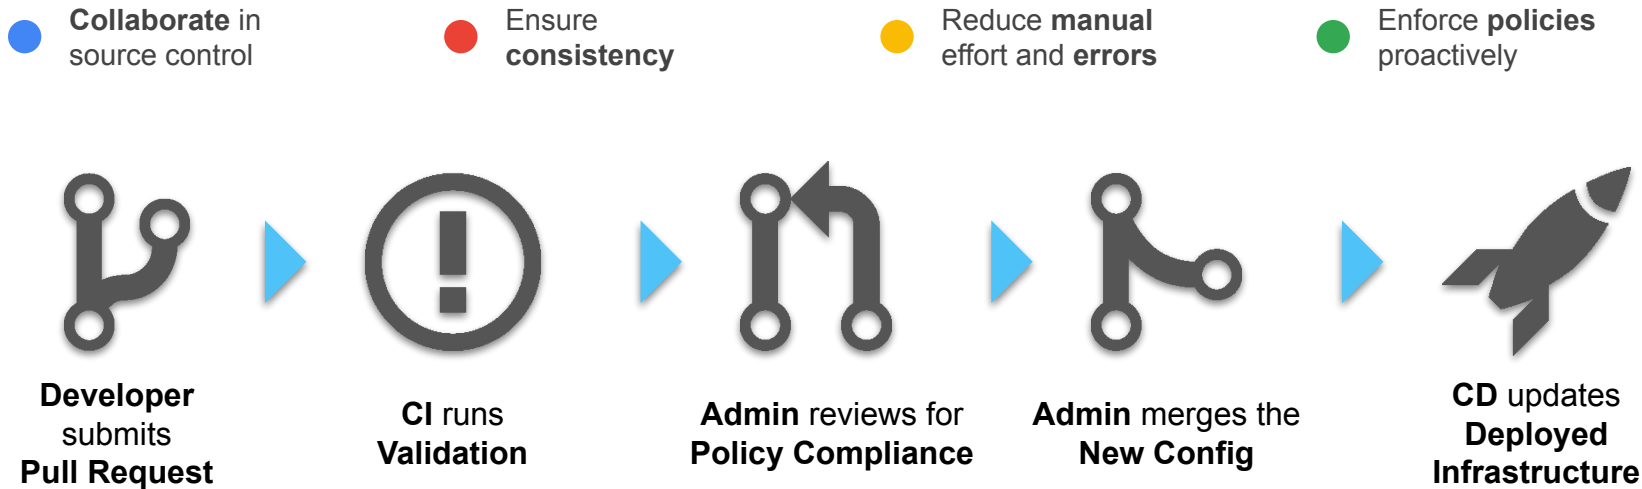 Collaborate in
source control
Ensure
consistency
Reduce manual
effort and errors
Enforce policies
proactively
Developer
submits
Pull Request
CI runs
Validation
Admin reviews for
Policy Compliance
Admin merges the
New Config
CD updates
Deployed
Infrastructure